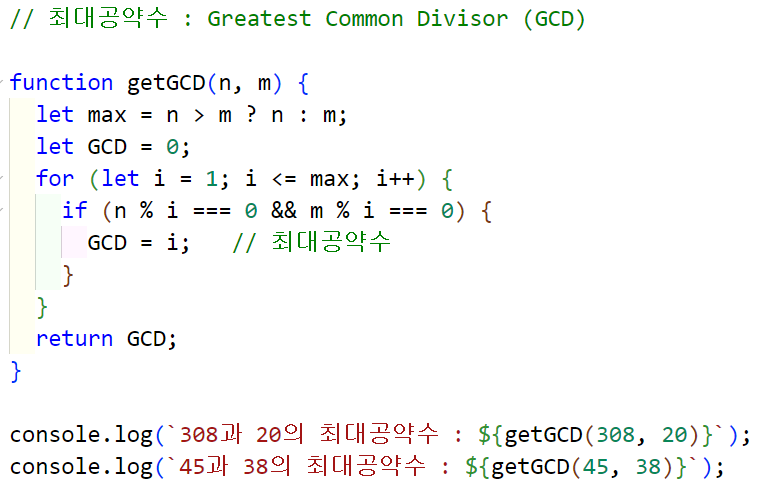 // 최대공약수 : Greatest Common Divisor (GCD)
function getGCD(n, m) {
let max = n > m ? n : m;
let GCD = 0;
for (let i = 1; i <= max; i++) {
if (n % i === 0 && m % i === 0) {
GCD = i;   // 최대공약수
}
}
return GCD;
}
console.log(`308과 20의 최대공약수 : ${getGCD(308, 20)}`);
console.log(`45과 38의 최대공약수 : ${getGCD(45, 38)}`);